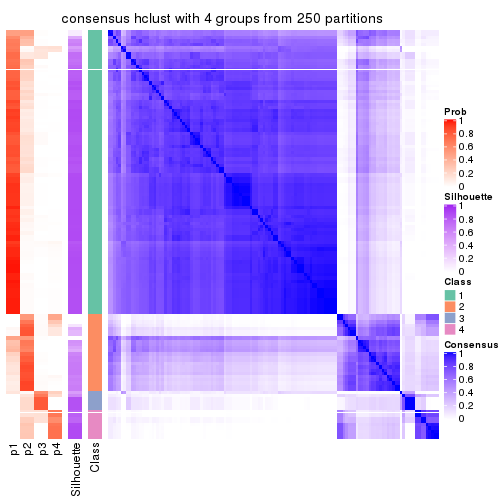 consensus hclust with 4 groups from 250 partitions
Prob
1
0.8
0.6
0.4
0.2
0
Silhouette
1
0.8
0.6
0.4
0.2
0
Class
1
2
3
4
Consensus
1
0.8
0.6
0.4
0.2
0
p1
p2
p3
p4
Silhouette
Class